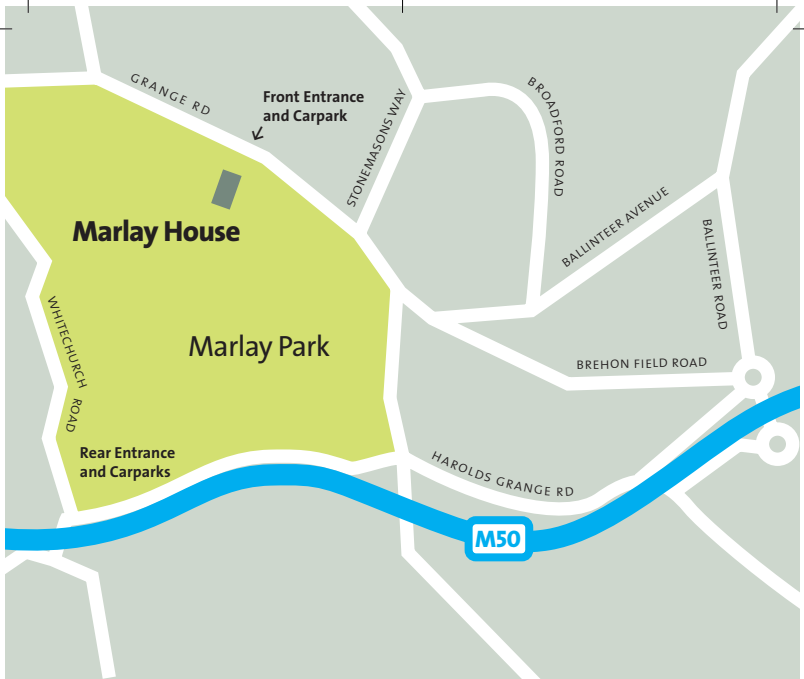 GRANGE RD
Front Entrance
and Carpark
STONEMASONS WAY
BROADFORD ROAD
BALLINTEER AVENUE
BALLINTEER ROAD
Marlay House
Marlay Park
WHITECHURCH ROAD
BREHON FIELD ROAD
Rear Entrance
and Carparks
HAROLDS GRANGE RD
M50